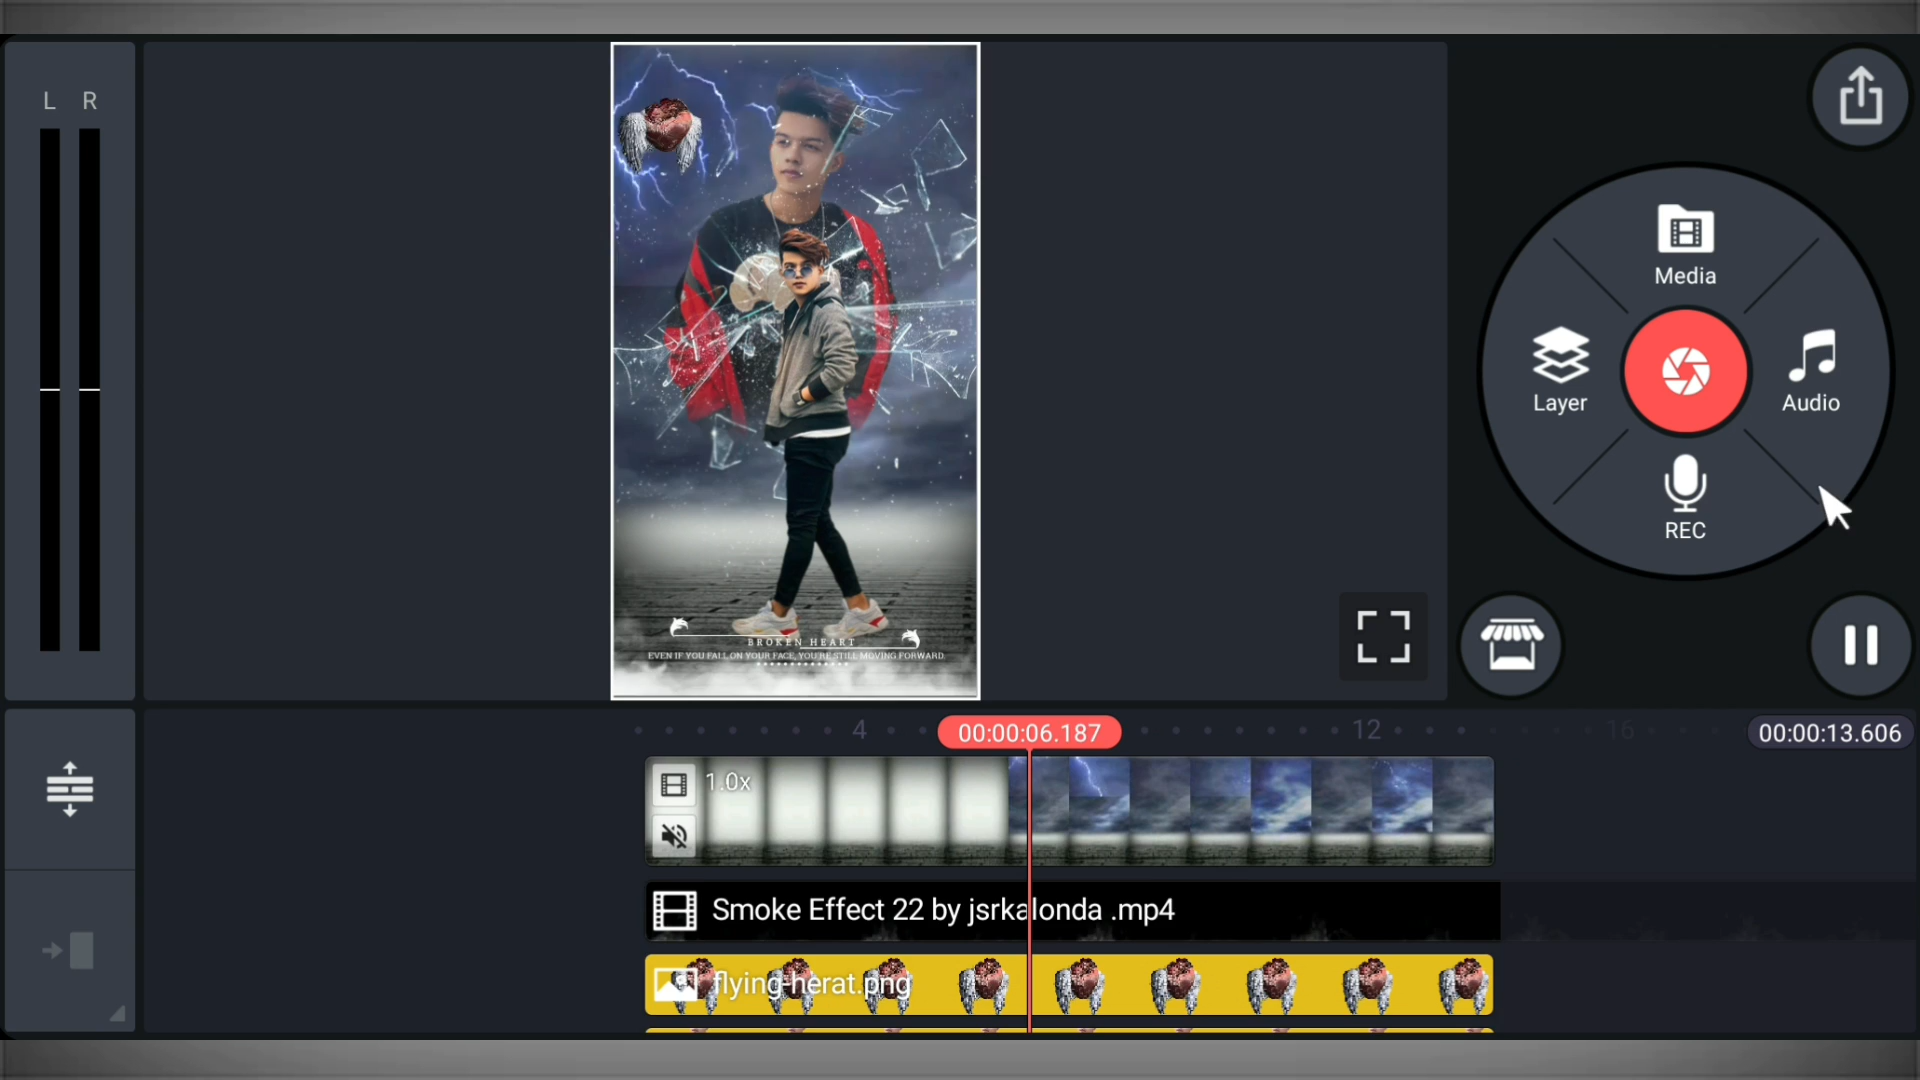 L R
Media
Layer
Audio
REC
BROKEN HEART
EVEN IF YOU FALL ON YOUR FACE, YOU'RE STILL MOVING FORWARD.
4 00:00:06.187 12 16 00:00:13.606
1.0x
Smoke Effect 22 by jsrkalonda .mp4
flying-herat.png